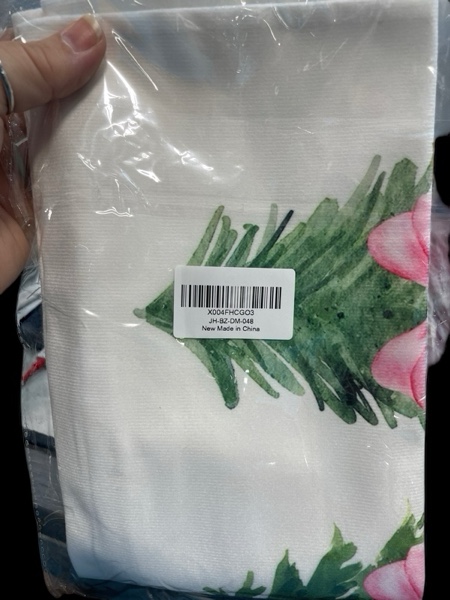 X004FHCGO3
JH-BZ-DM-048
New Made in China